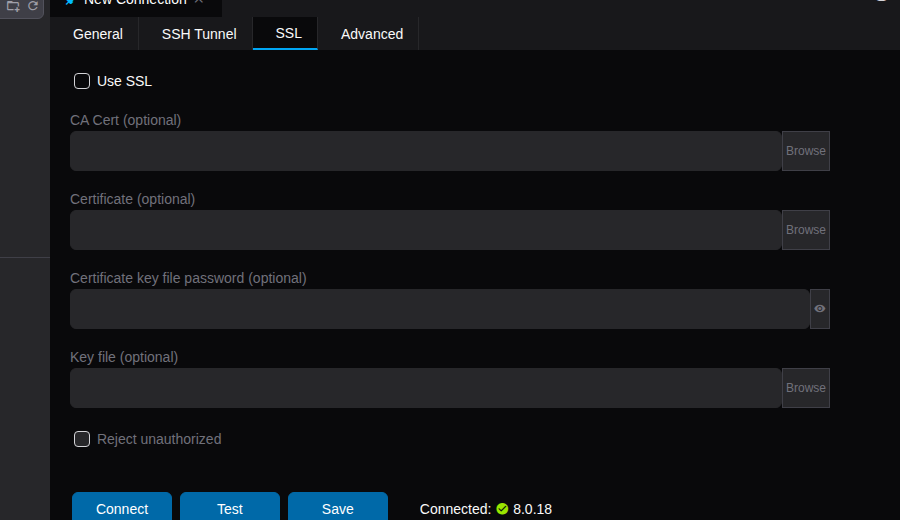 New Connection
General SSH Tunnel SSL Advanced
Use SSL
CA Cert (optional)
Browse
Certificate (optional)
Browse
Certificate key file password (optional)
Key file (optional)
Browse
Reject unauthorized
Connect Test Save Connected: 8.0.18